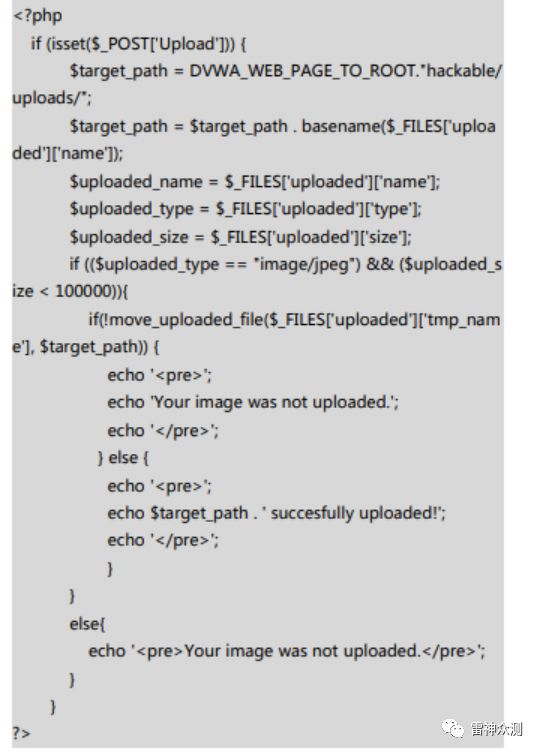 <?php
if (isset($_POST['Upload'])) {
$target_path = DVWA_WEB_PAGE_TO_ROOT."hackable/
uploads/";
$target_path = $target_path . basename($_FILES['uploa
ded']['name']);
$uploaded_name = $_FILES['uploaded']['name'];
$uploaded_type = $_FILES['uploaded']['type'];
$uploaded_size = $_FILES['uploaded']['size'];
if (($uploaded_type == "image/jpeg") && ($uploaded_s
ize < 100000)){
if(!move_uploaded_file($_FILES['uploaded']['tmp_nam
e'], $target_path)) {
echo '<pre>';
echo 'Your image was not uploaded.';
echo '</pre>';
} else {
echo '<pre>';
echo $target_path . ' succesfully uploaded!';
echo '</pre>';
}
}
else{
echo '<pre>Your image was not uploaded.</pre>';
}
}
?>
雷神众测